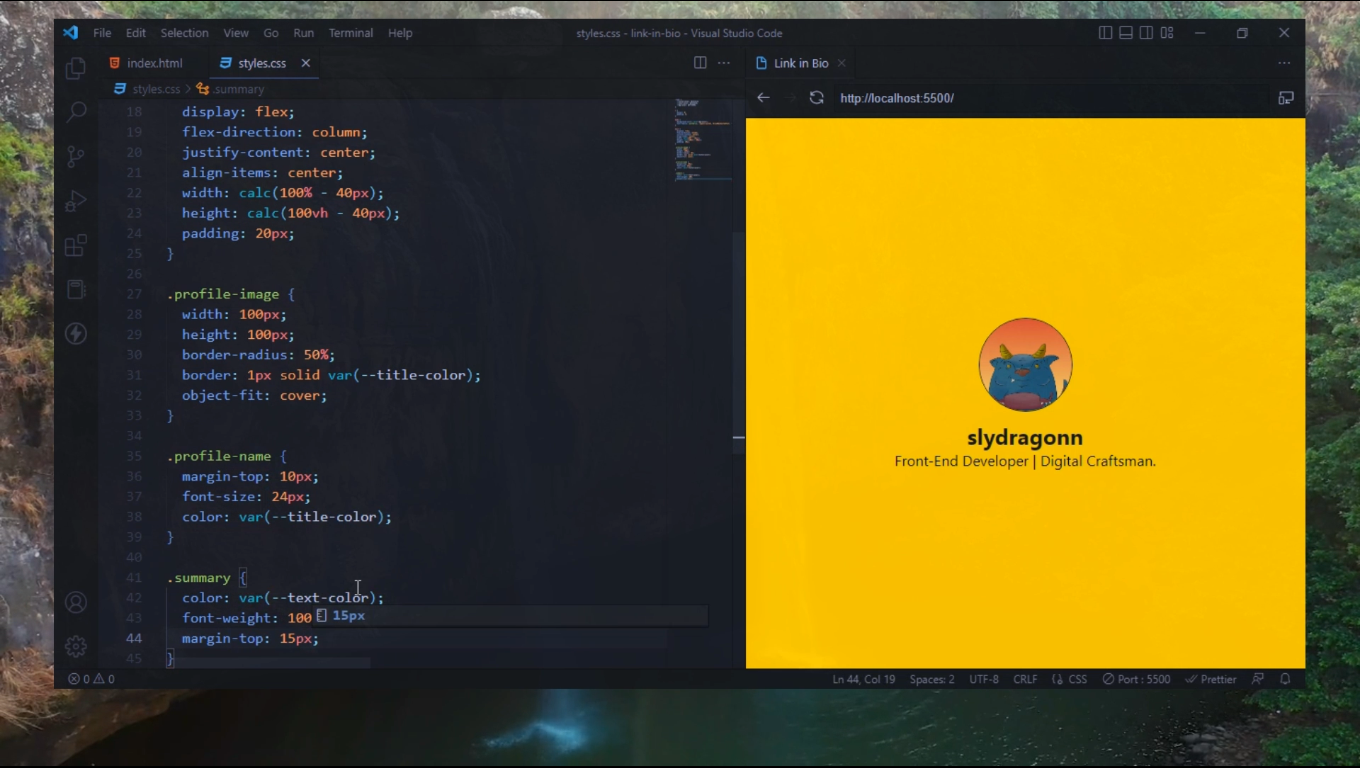 File Edit Selection View Go Run Terminal Help
styles.css - link-in-bio - Visual Studio Code
index.html
styles.css
styles.css > .summary
18 display: flex;
19 flex-direction: column;
20 justify-content: center;
21 align-items: center;
22 width: calc(100% - 40px);
23 height: calc(100vh - 40px);
24 padding: 20px;
25 }
26
27 .profile-image {
28 width: 100px;
29 height: 100px;
30 border-radius: 50%;
31 border: 1px solid var(--title-color);
32 object-fit: cover;
33 }
34
35 .profile-name {
36 margin-top: 10px;
37 font-size: 24px;
38 color: var(--title-color);
39 }
40
41 .summary {
42 color: var(--text-color);
43 font-weight: 100
15px
44 margin-top: 15px;
45 }
Link in Bio
http://localhost:5500/
slydragonn
Front-End Developer | Digital Craftsman.
0 0
Ln 44, Col 19 Spaces: 2 UTF-8 CRLF CSS Port : 5500 Prettier